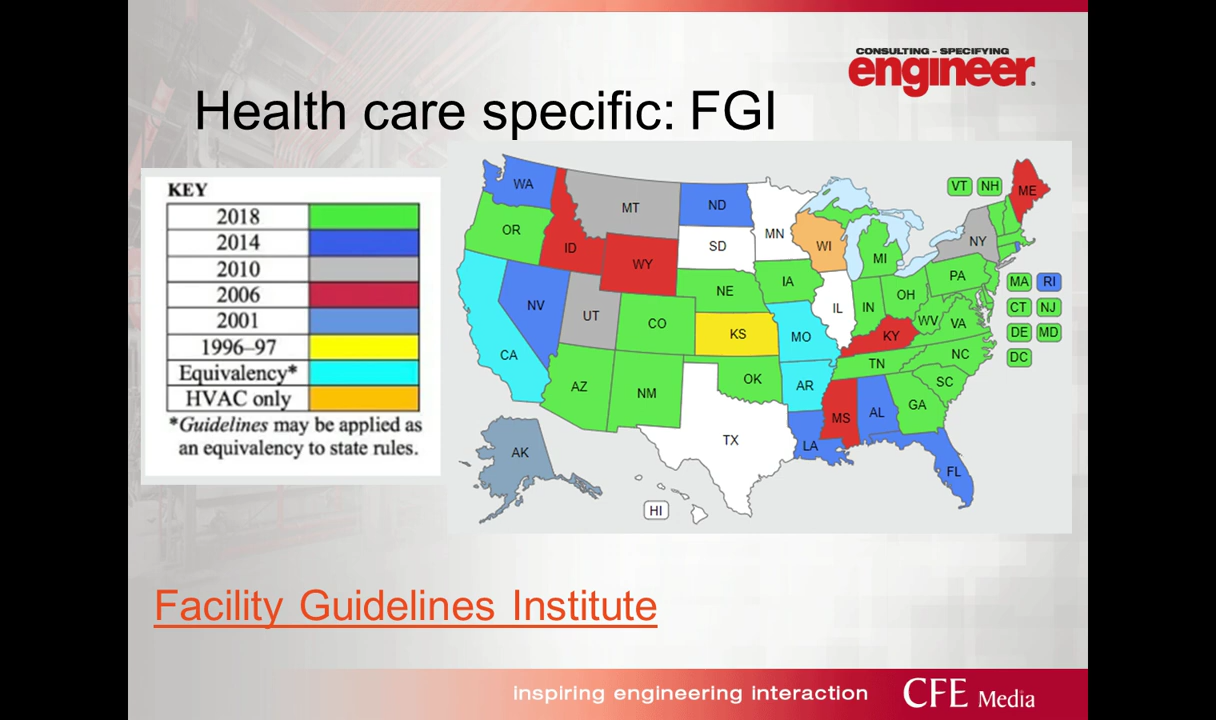 CONSULTING - SPECIFYING
engineer.
Health care specific: FGI
KEY
2018
2014
2010
2006
2001
1996–97
Equivalency*
HVAC only
*Guidelines may be applied as
an equivalency to state rules.
WA
MT
ND
MN
VT
NH
ME
OR
ID
SD
WI
NY
WY
MI
NE
IA
PA
MA
RI
NV
UT
CO
IL
IN
OH
CT
NJ
CA
KS
MO
KY
WV
VA
DE
MD
AZ
NM
OK
AR
TN
NC
DC
SC
MS
AL
GA
TX
LA
AK
FL
HI
Facility Guidelines Institute
inspiring engineering interaction
CFE Media